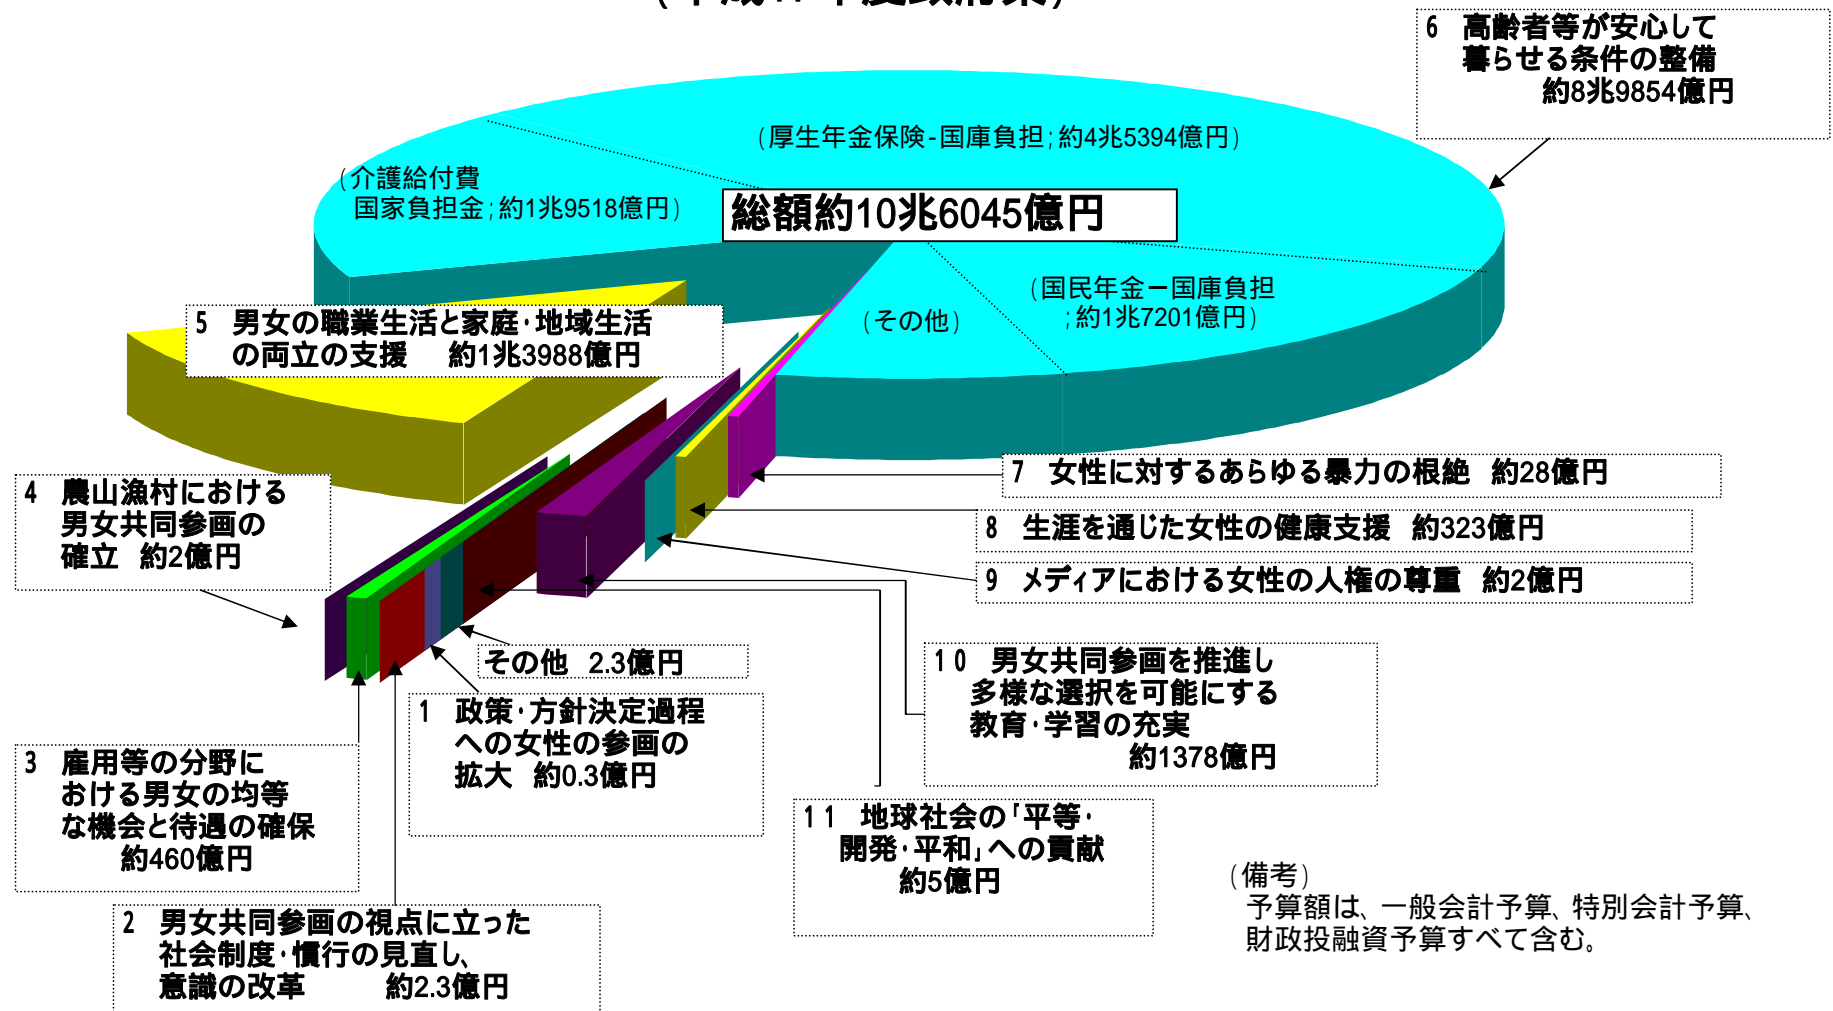 6 高齢者等が安心して
暮らせる条件の整備
約8兆9854億円
(厚生年金保険-国庫負担;約4兆5394億円)
(介護給付費
国家負担金;約1兆9518億円)
総額約10兆6045億円
(国民年金ー国庫負担
;約1兆7201億円)
(その他)
5 男女の職業生活と家庭・地域生活
の両立の支援 約1兆3988億円
4 農山漁村における
男女共同参画の
確立 約2億円
7 女性に対するあらゆる暴力の根絶 約28億円
8 生涯を通じた女性の健康支援 約323億円
9 メディアにおける女性の人権の尊重 約2億円
その他 2.3億円
10 男女共同参画を推進し
多様な選択を可能にする
教育・学習の充実
約1378億円
1 政策・方針決定過程
への女性の参画の
拡大 約0.3億円
3 雇用等の分野に
おける男女の均等
な機会と待遇の確保
約460億円
11 地球社会の「平等・
開発・平和」への貢献
約5億円
2 男女共同参画の視点に立った
社会制度・慣行の見直し、
意識の改革 約2.3億円
(備考)
予算額は、一般会計予算、特別会計予算、
財政投融資予算すべて含む。